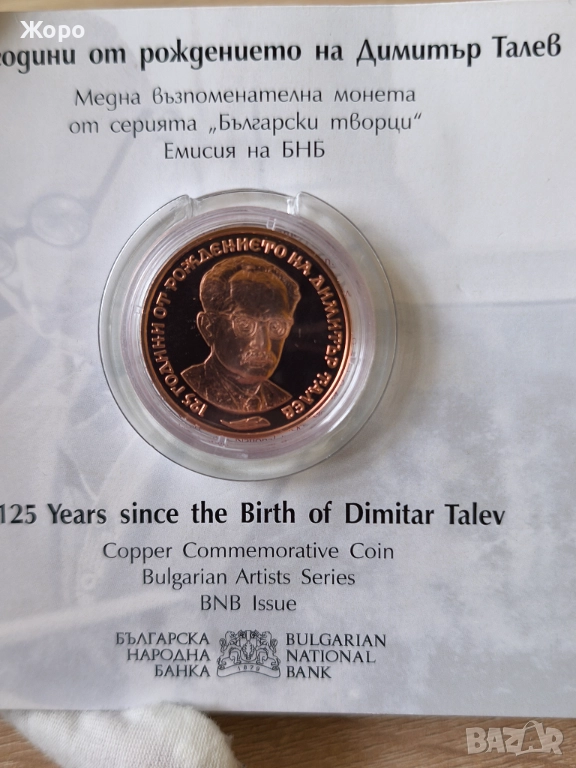 Жоро
години от рождението на Димитър Талев
Медна възпоменателна монета
от серията „Български творци“
Емисия на БНБ
125 ГОДИНИ ОТ РОЖДЕНИЕТО НА ДИМИТЪР ТАЛЕВ
125 Years since the Birth of Dimitar Talev
Copper Commemorative Coin
Bulgarian Artists Series
BNB Issue
БЪЛГАРСКА
НАРОДНА
БАНКА
1879
BULGARIAN
NATIONAL
BANK
BAZAR